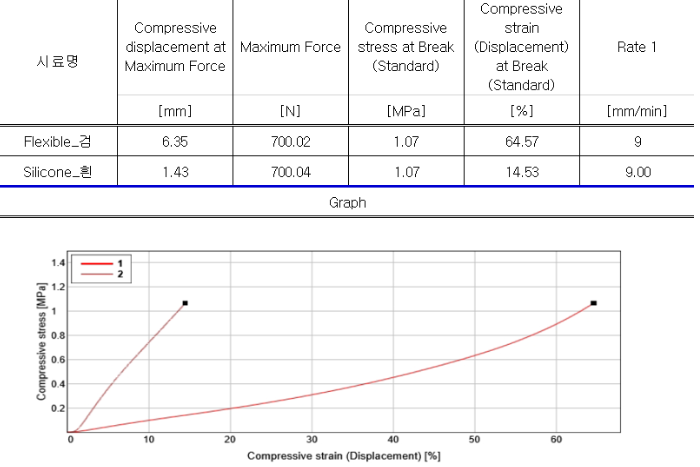 시료명
Compressive
displacement at
Maximum Force
Maximum Force
Compressive
stress at Break
(Standard)
Compressive
strain
(Displacement)
at Break
(Standard)
Rate 1
[mm] [N] [MPa] [%] [mm/min]
Flexible_검 6.35 700.02 1.07 64.57 9
Silicone_흰 1.43 700.04 1.07 14.53 9.00
Graph
1
2
Compressive stress [MPa]
1.4
1.2
1
0.8
0.6
0.4
0.2
0 10 20 30 40 50 60
Compressive strain (Displacement) [%]